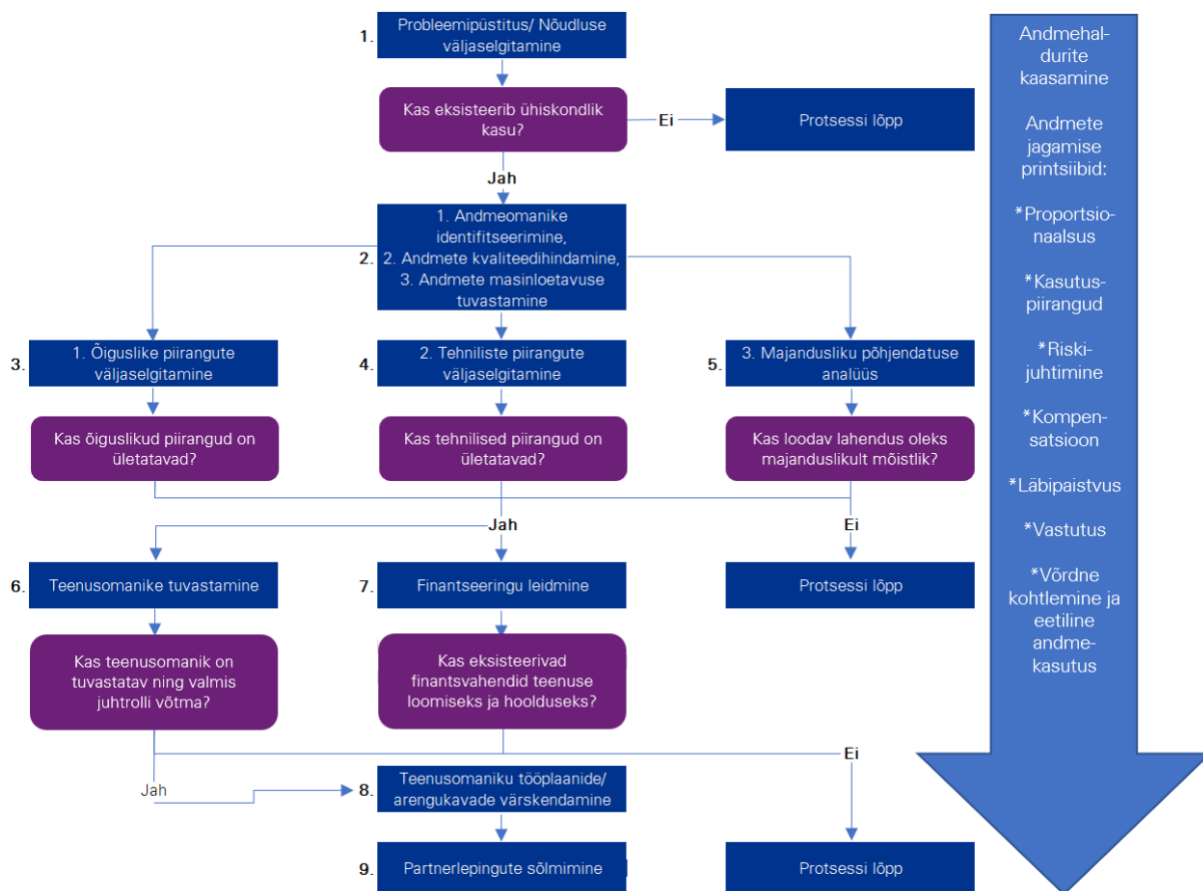 1.
Probleemipüstitus/ Nõudluse
väljaselgitamine
Kas eksisteerib ühiskondlik
kasu?
Ei
Protsessi lõpp
Jah
2.
1. Andmeomanike
identifitseerimine,
2. Andmete kvaliteedihindamine,
3. Andmete masinloetavuse
tuvastamine
3.
1. Õiguslike piirangute
väljaselgitamine
4.
2. Tehniliste piirangute
väljaselgitamine
5.
3. Majandusliku põhjendatuse
analüüs
Kas õiguslikud piirangud on
ületatavad?
Kas tehnilised piirangud on
ületatavad?
Kas loodav lahendus oleks
majanduslikult mõistlik?
Jah
Ei
6.
Teenusomanike tuvastamine
7.
Finantseeringu leidmine
Protsessi lõpp
Kas teenusomanik on
tuvastatav ning valmis
juhtrolli võtma?
Kas eksisteerivad
finantsvahendid teenuse
loomiseks ja hoolduseks?
Jah
Ei
8.
Teenusomaniku tööplaanide/
arengukavade värskendamine
9.
Partnerlepingute sõlmimine
Protsessi lõpp
Andmehal-
durite
kaasamine
Andmete
jagamise
printsiibid:
*Proportsio-
naalsus
*Kasutus-
piirangud
*Riski-
juhtimine
*Kompen-
satsioon
*Läbipaistvus
*Vastutus
*Võrdne
kohtlemine ja
eetiline
andme-
kasutus